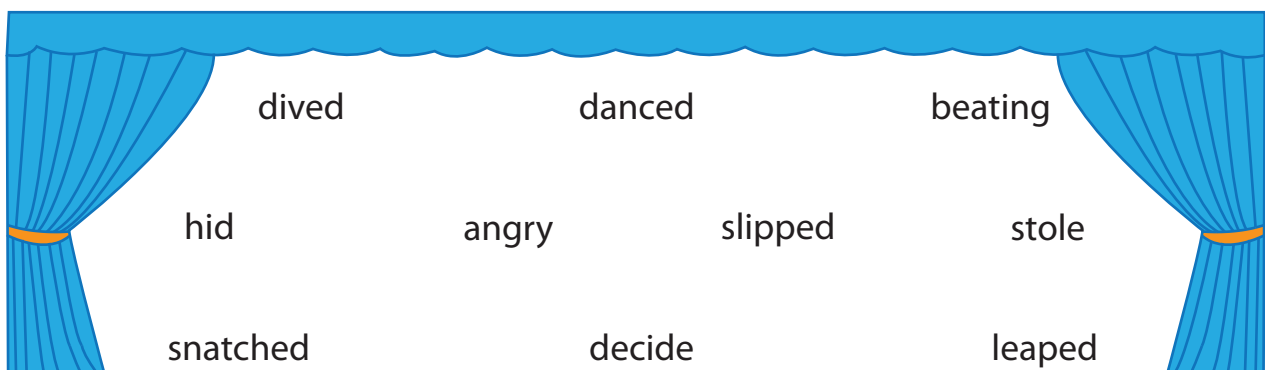 dived danced beating
hid angry slipped stole
snatched decide leaped